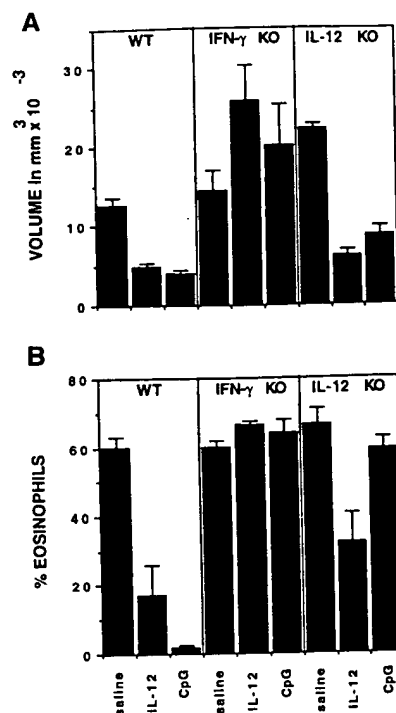 A
WT IFN-γ KO IL-12 KO
VOLUME in mm³ x 10⁻³
30
20
10
0
B
WT IFN-γ KO IL-12 KO
% EOSINOPHILS
80
60
40
20
0
saline IL-12 CpG saline IL-12 CpG saline IL-12 CpG